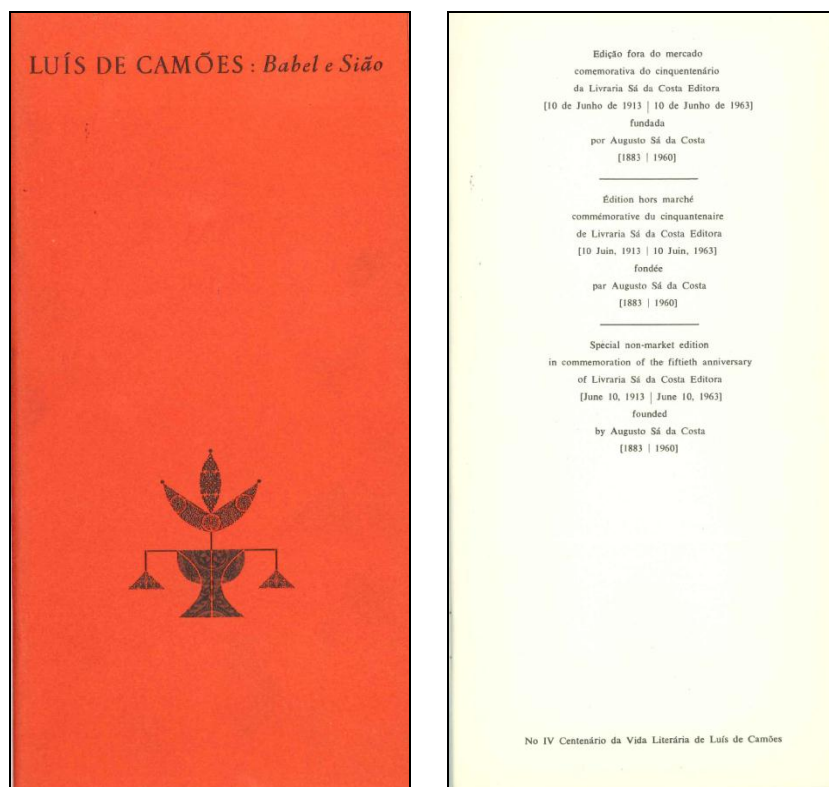 LUÍS DE CAMÕES : Babel e Sião
Edição fora do mercado
comemorativa do cinquentenário
da Livraria Sá da Costa Editora
[10 de Junho de 1913 | 10 de Junho de 1963]
fundada
por Augusto Sá da Costa
[1883 | 1960]
Édition hors marché
commémorative du cinquantenaire
de Livraria Sá da Costa Editora
[10 Juin, 1913 | 10 Juin, 1963]
fondée
par Augusto Sá da Costa
[1883 | 1960]
Special non-market edition
in commemoration of the fiftieth anniversary
of Livraria Sá da Costa Editora
[June 10, 1913 | June 10, 1963]
founded
by Augusto Sá da Costa
[1883 | 1960]
No IV Centenário da Vida Literária de Luís de Camões